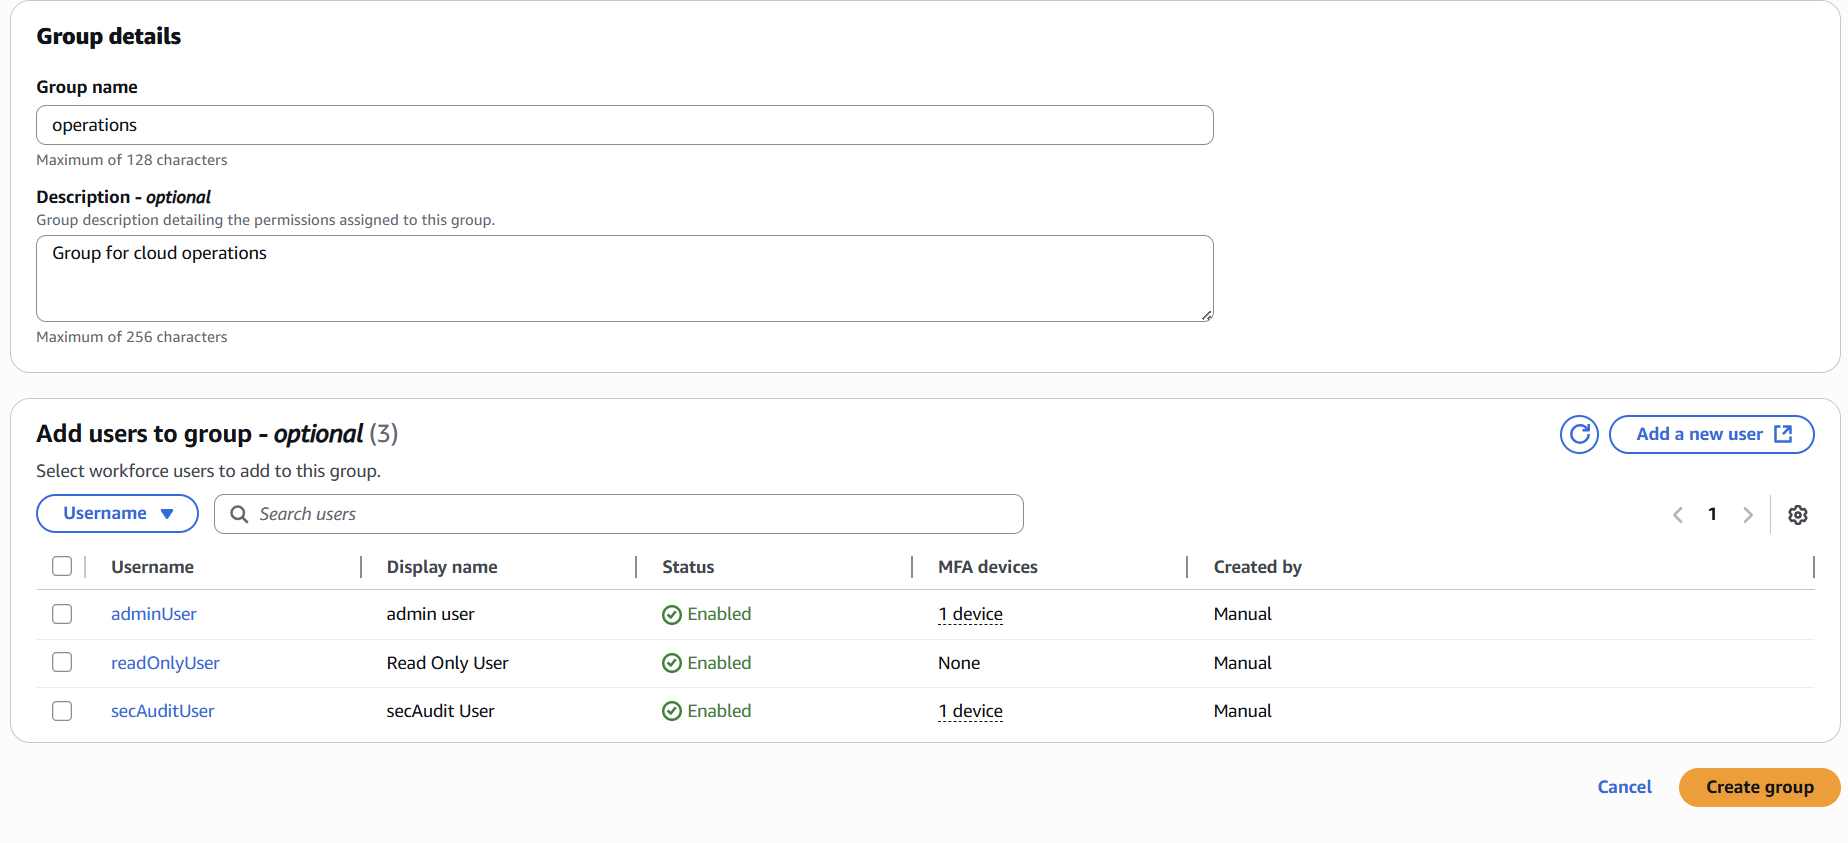 Group details
Group name
operations
Maximum of 128 characters
Description - optional
Group description detailing the permissions assigned to this group.
Group for cloud operations
Maximum of 256 characters
Add users to group - optional (3)
Add a new user
Select workforce users to add to this group.
Username
Search users
1
Username Display name Status MFA devices Created by
adminUser admin user Enabled 1 device Manual
readOnlyUser Read Only User Enabled None Manual
secAuditUser secAudit User Enabled 1 device Manual
Cancel Create group